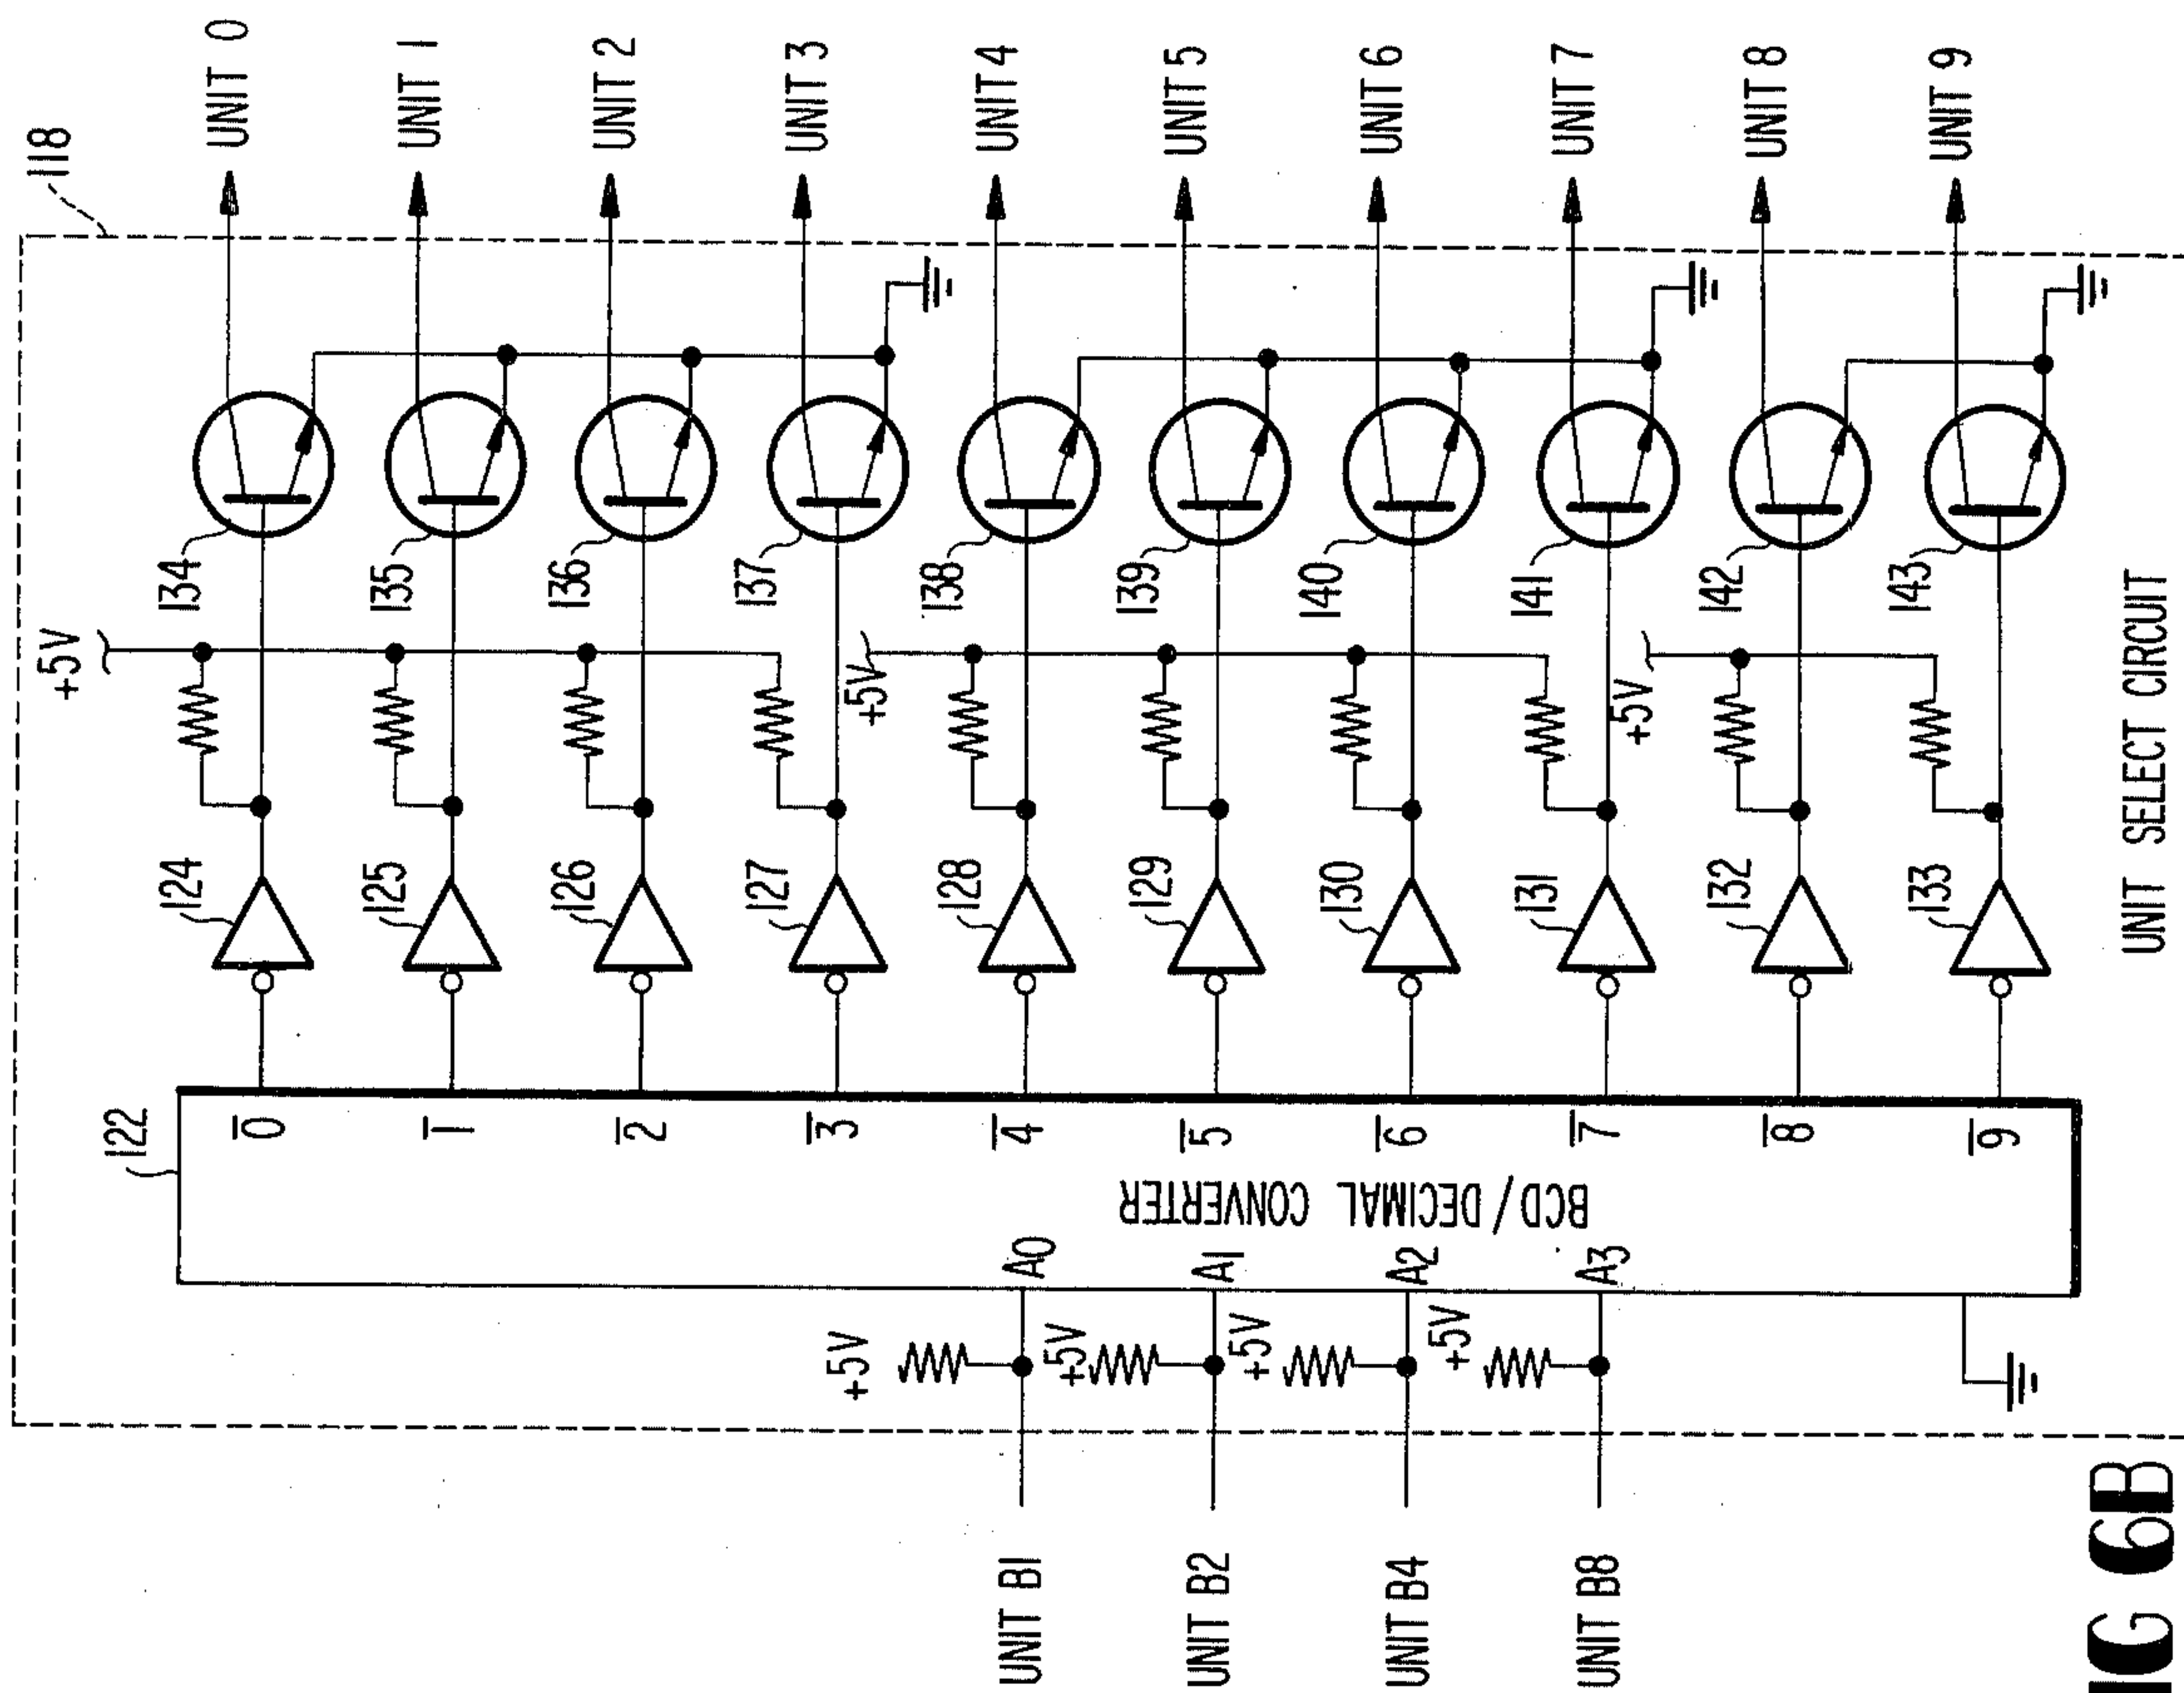 118
UNIT 0
UNIT 1
UNIT 2
UNIT 3
UNIT 4
UNIT 5
UNIT 6
UNIT 7
UNIT 8
UNIT 9
134
135
136
137
138
139
140
141
142
143
+5V
+5V
+5V
124
125
126
127
128
129
130
131
132
133
122
0̅
1̅
2̅
3̅
4̅
5̅
6̅
7̅
8̅
9̅
BCD/DECIMAL CONVERTER
A0
A1
A2
A3
+5V
+5V
+5V
+5V
UNIT B1
UNIT B2
UNIT B4
UNIT B8
UNIT SELECT CIRCUIT
IG 6B